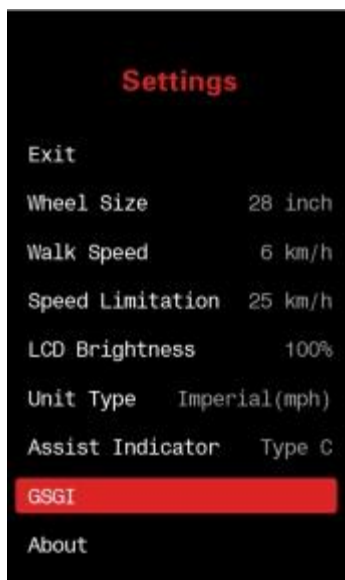 Settings
Exit
Wheel Size 28 inch
Walk Speed 6 km/h
Speed Limitation 25 km/h
LCD Brightness 100%
Unit Type Imperial(mph)
Assist Indicator Type C
GSGI
About